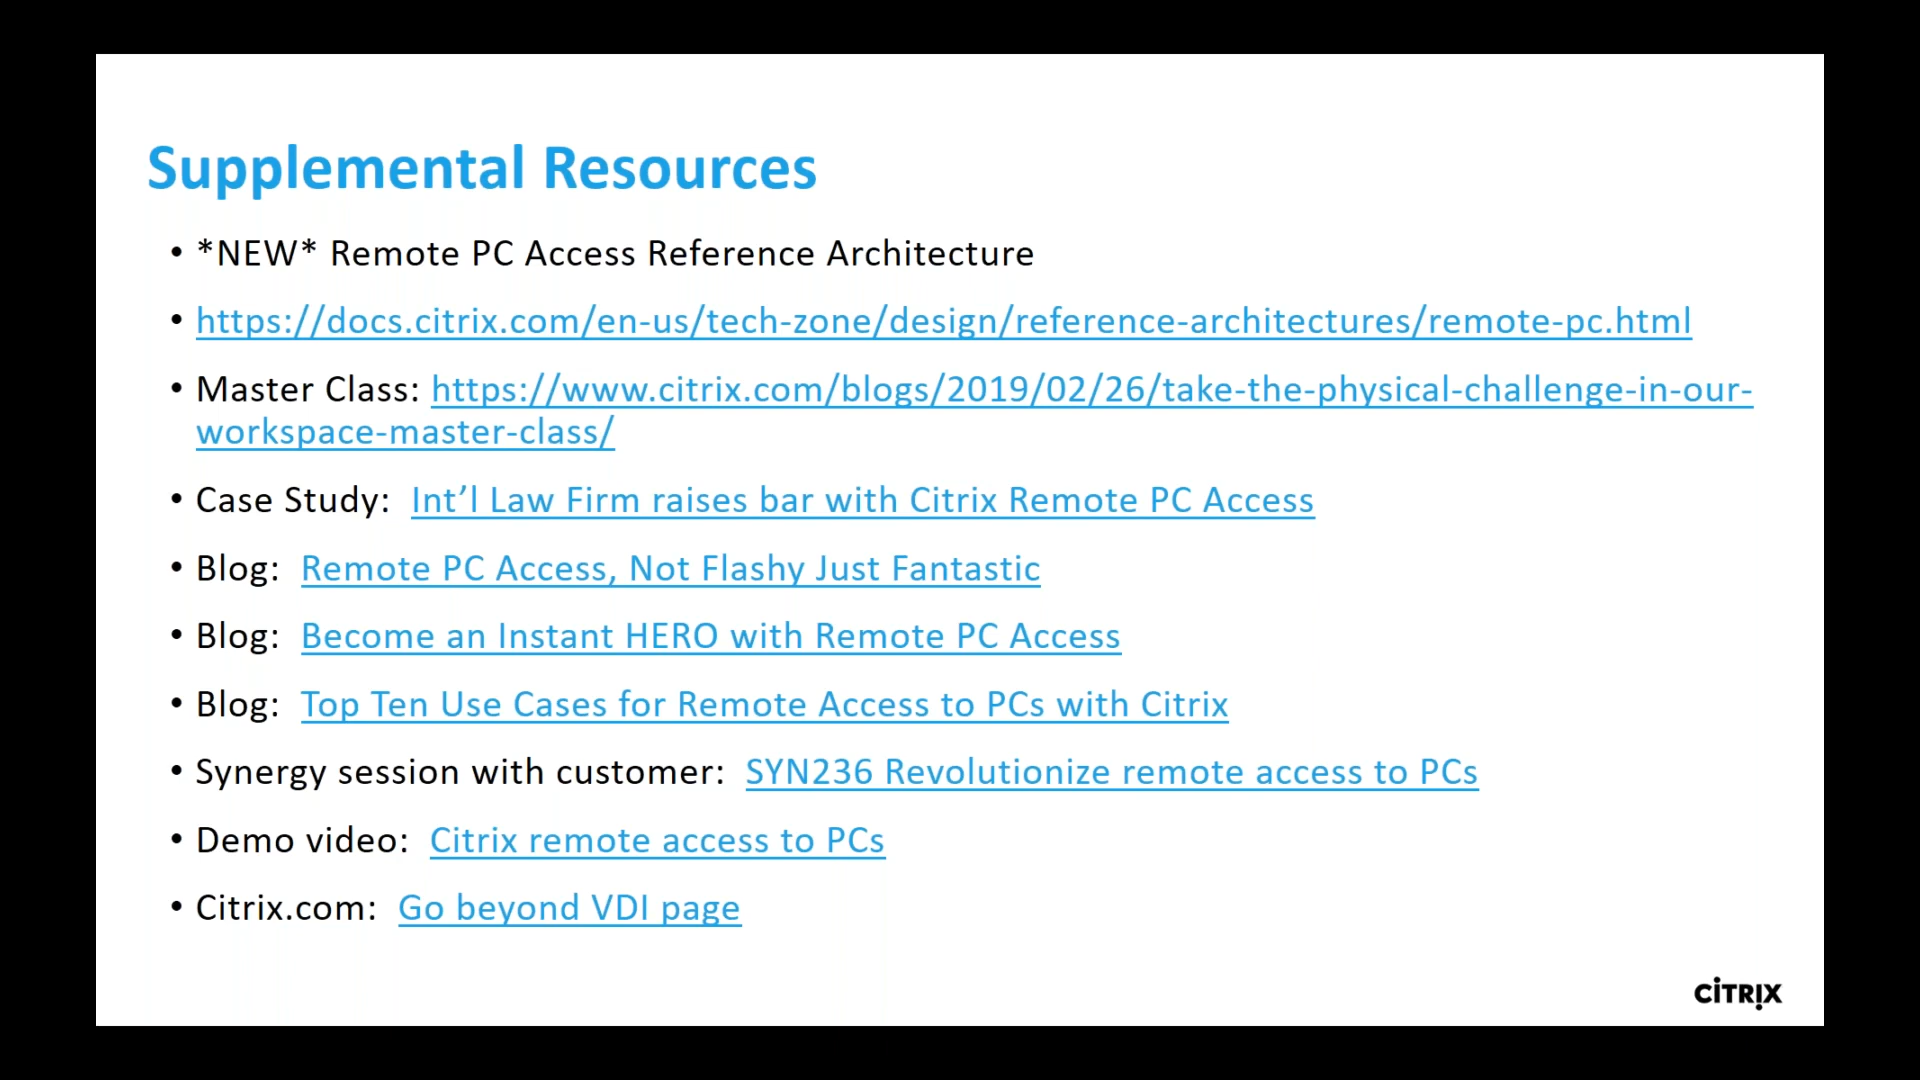 Supplemental Resources
• *NEW* Remote PC Access Reference Architecture
• https://docs.citrix.com/en-us/tech-zone/design/reference-architectures/remote-pc.html
• Master Class: https://www.citrix.com/blogs/2019/02/26/take-the-physical-challenge-in-our-
workspace-master-class/
• Case Study:  Int’l Law Firm raises bar with Citrix Remote PC Access
• Blog:  Remote PC Access, Not Flashy Just Fantastic
• Blog:  Become an Instant HERO with Remote PC Access
• Blog:  Top Ten Use Cases for Remote Access to PCs with Citrix
• Synergy session with customer:  SYN236 Revolutionize remote access to PCs
• Demo video:  Citrix remote access to PCs
• Citrix.com:  Go beyond VDI page
CITRIX